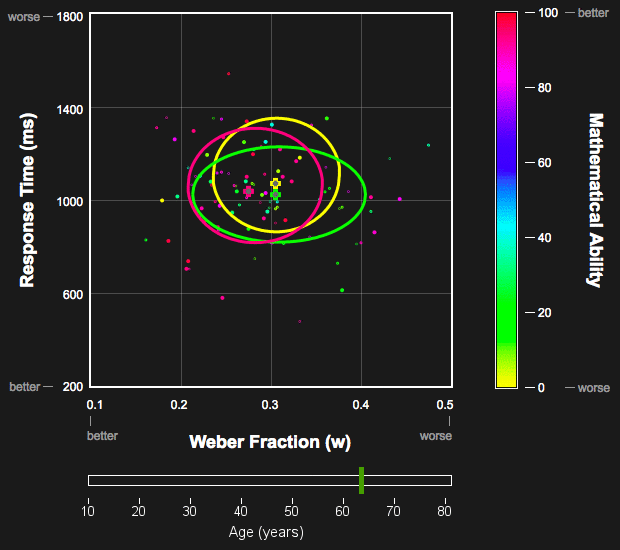 worse
1800
1400
1000
600
200
better
Response Time (ms)
0.1
0.2
0.3
0.4
0.5
better
worse
Weber Fraction (w)
100
better
80
60
40
20
0
worse
Mathematical Ability
10
20
30
40
50
60
70
80
Age (years)